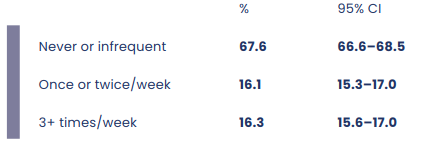 % 95% CI
Never or infrequent 67.6 66.6–68.5
Once or twice/week 16.1 15.3–17.0
3+ times/week 16.3 15.6–17.0